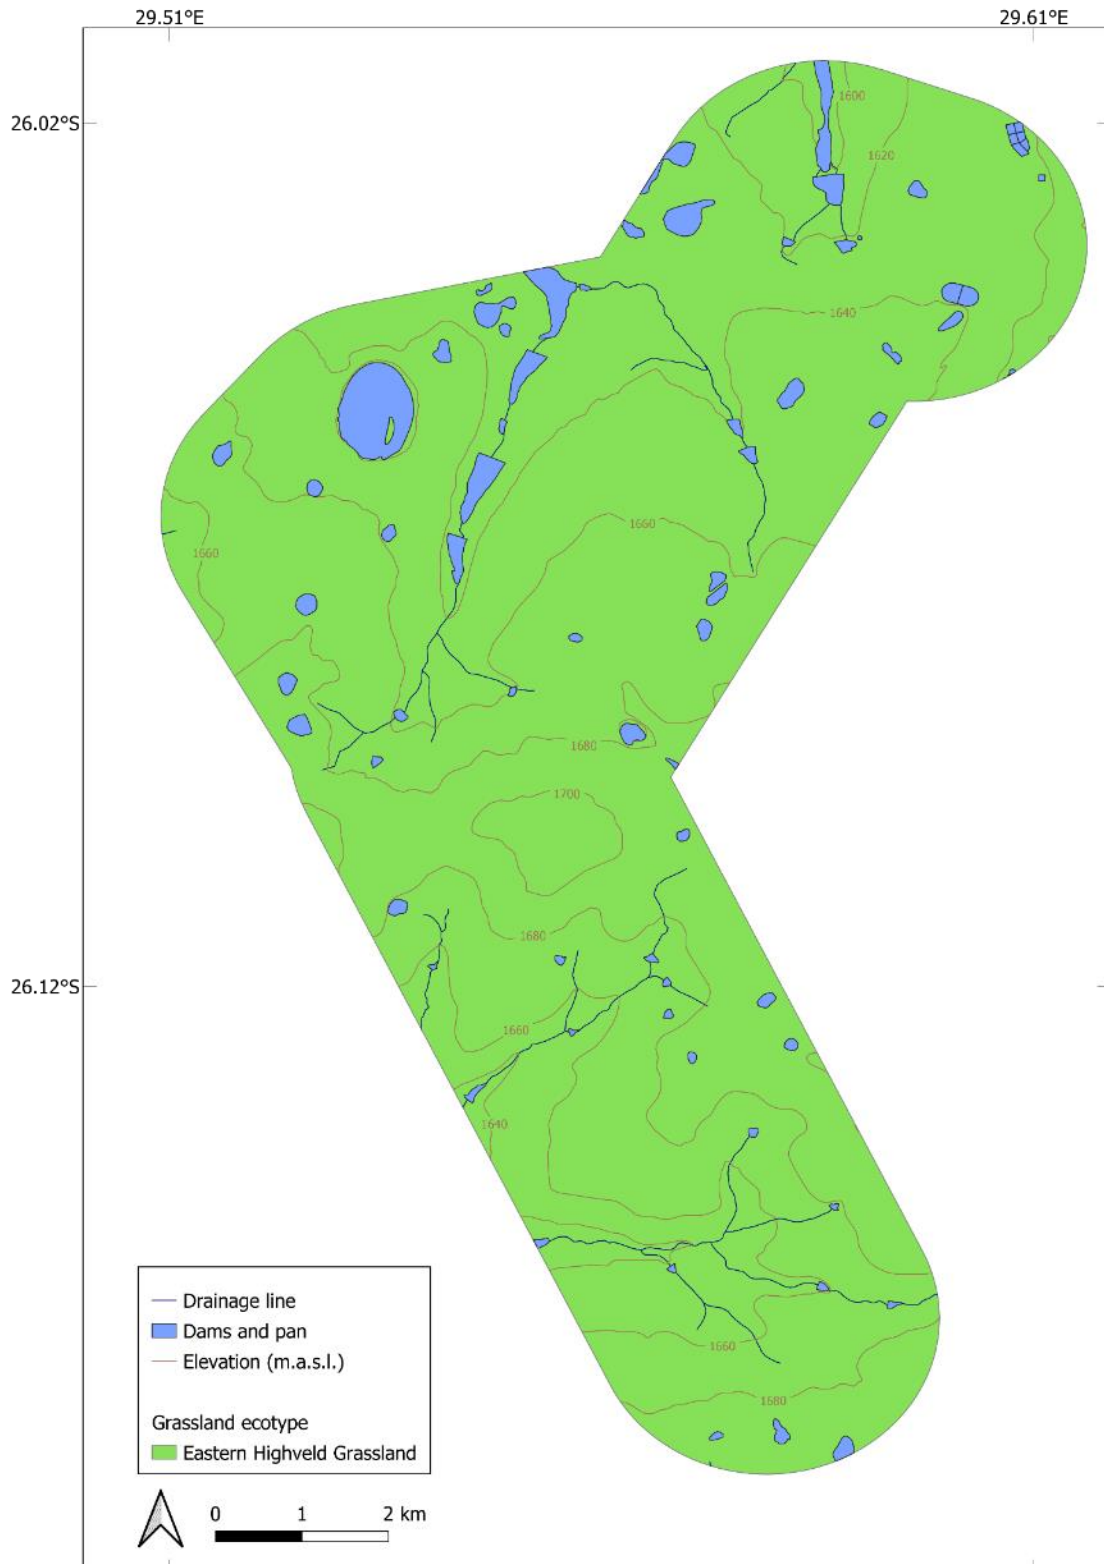 29.51°E
29.61°E
1600
26.02°S
1620
1640
1660
1660
1680
1700
1680
26.12°S
1660
1640
Drainage line
Dams and pan
Elevation (m.a.s.l.)
1660
1680
Grassland ecotype
Eastern Highveld Grassland
0 1 2 km